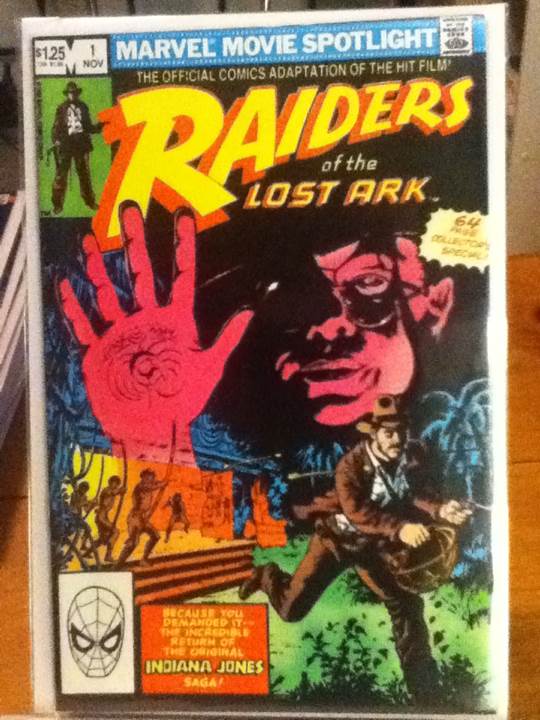 MARVEL MOVIE SPOTLIGHT
$1.25
1
NOV
THE OFFICIAL COMICS ADAPTATION OF THE HIT FILM!
RAIDERS
of the
LOST ARK
64
PAGE
COLLECTOR'S
SPECIAL!
BECAUSE YOU
DEMANDED IT--
THE INCREDIBLE
RETURN OF
THE ORIGINAL
INDIANA JONES
SAGA!